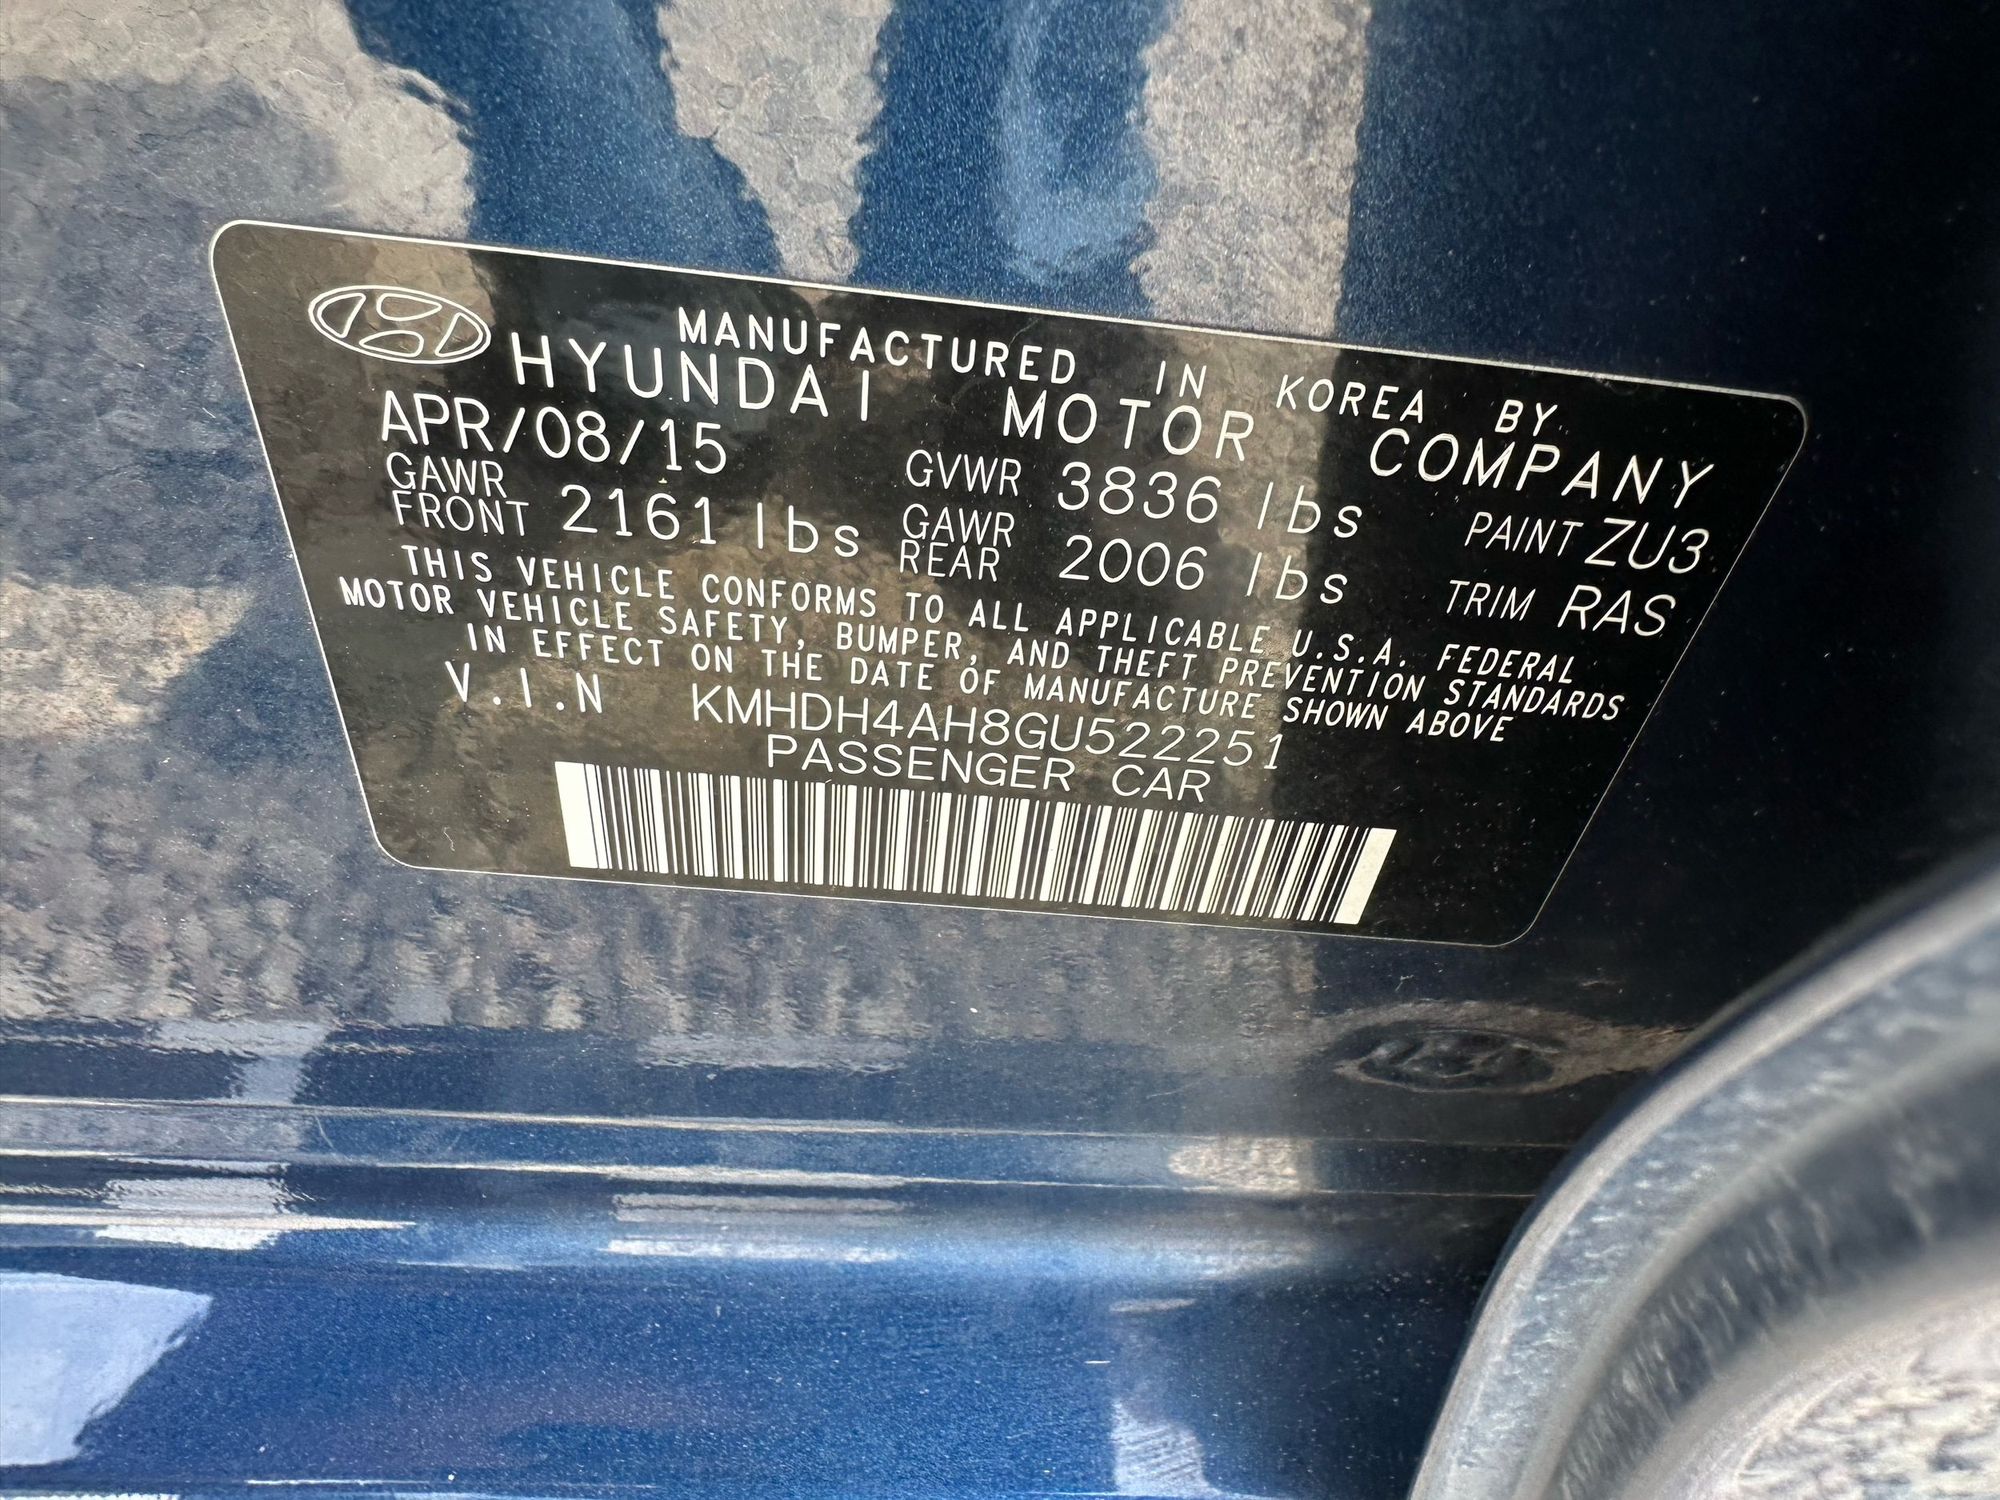 MANUFACTURED IN KOREA BY
HYUNDAI MOTOR COMPANY
APR/08/15 GVWR 3836 lbs PAINT ZU3
GAWR FRONT 2161 lbs GAWR REAR 2006 lbs TRIM RAS
THIS VEHICLE CONFORMS TO ALL APPLICABLE U.S.A. FEDERAL
MOTOR VEHICLE SAFETY, BUMPER, AND THEFT PREVENTION STANDARDS
IN EFFECT ON THE DATE OF MANUFACTURE SHOWN ABOVE
V.I.N KMHDH4AH8GU522251
PASSENGER CAR